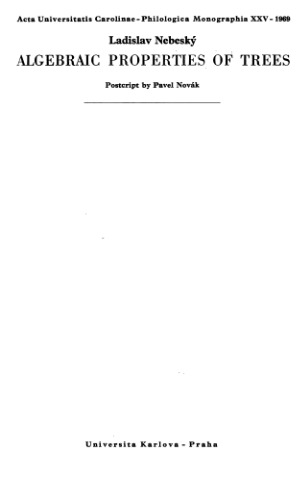 Acta Universitatis Carolinae-Philologica Monographia XXV-1969
Ladislav Nebeský
ALGEBRAIC PROPERTIES OF TREES
Postcript by Pavel Novák
Universita Karlova - Praha